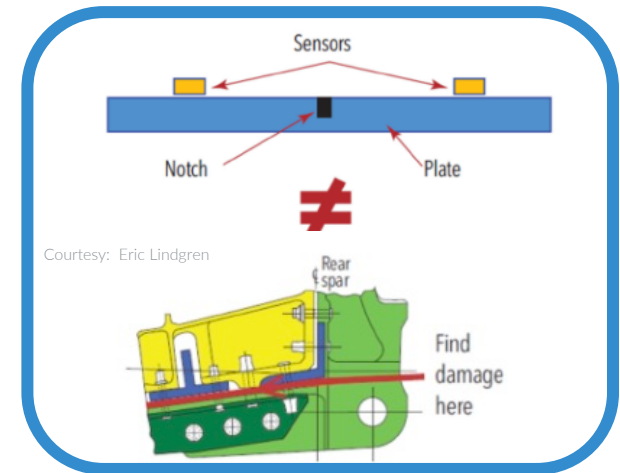 Sensors
Notch
Plate
≠
Courtesy: Eric Lindgren
℄ Rear
spar
Find
damage
here